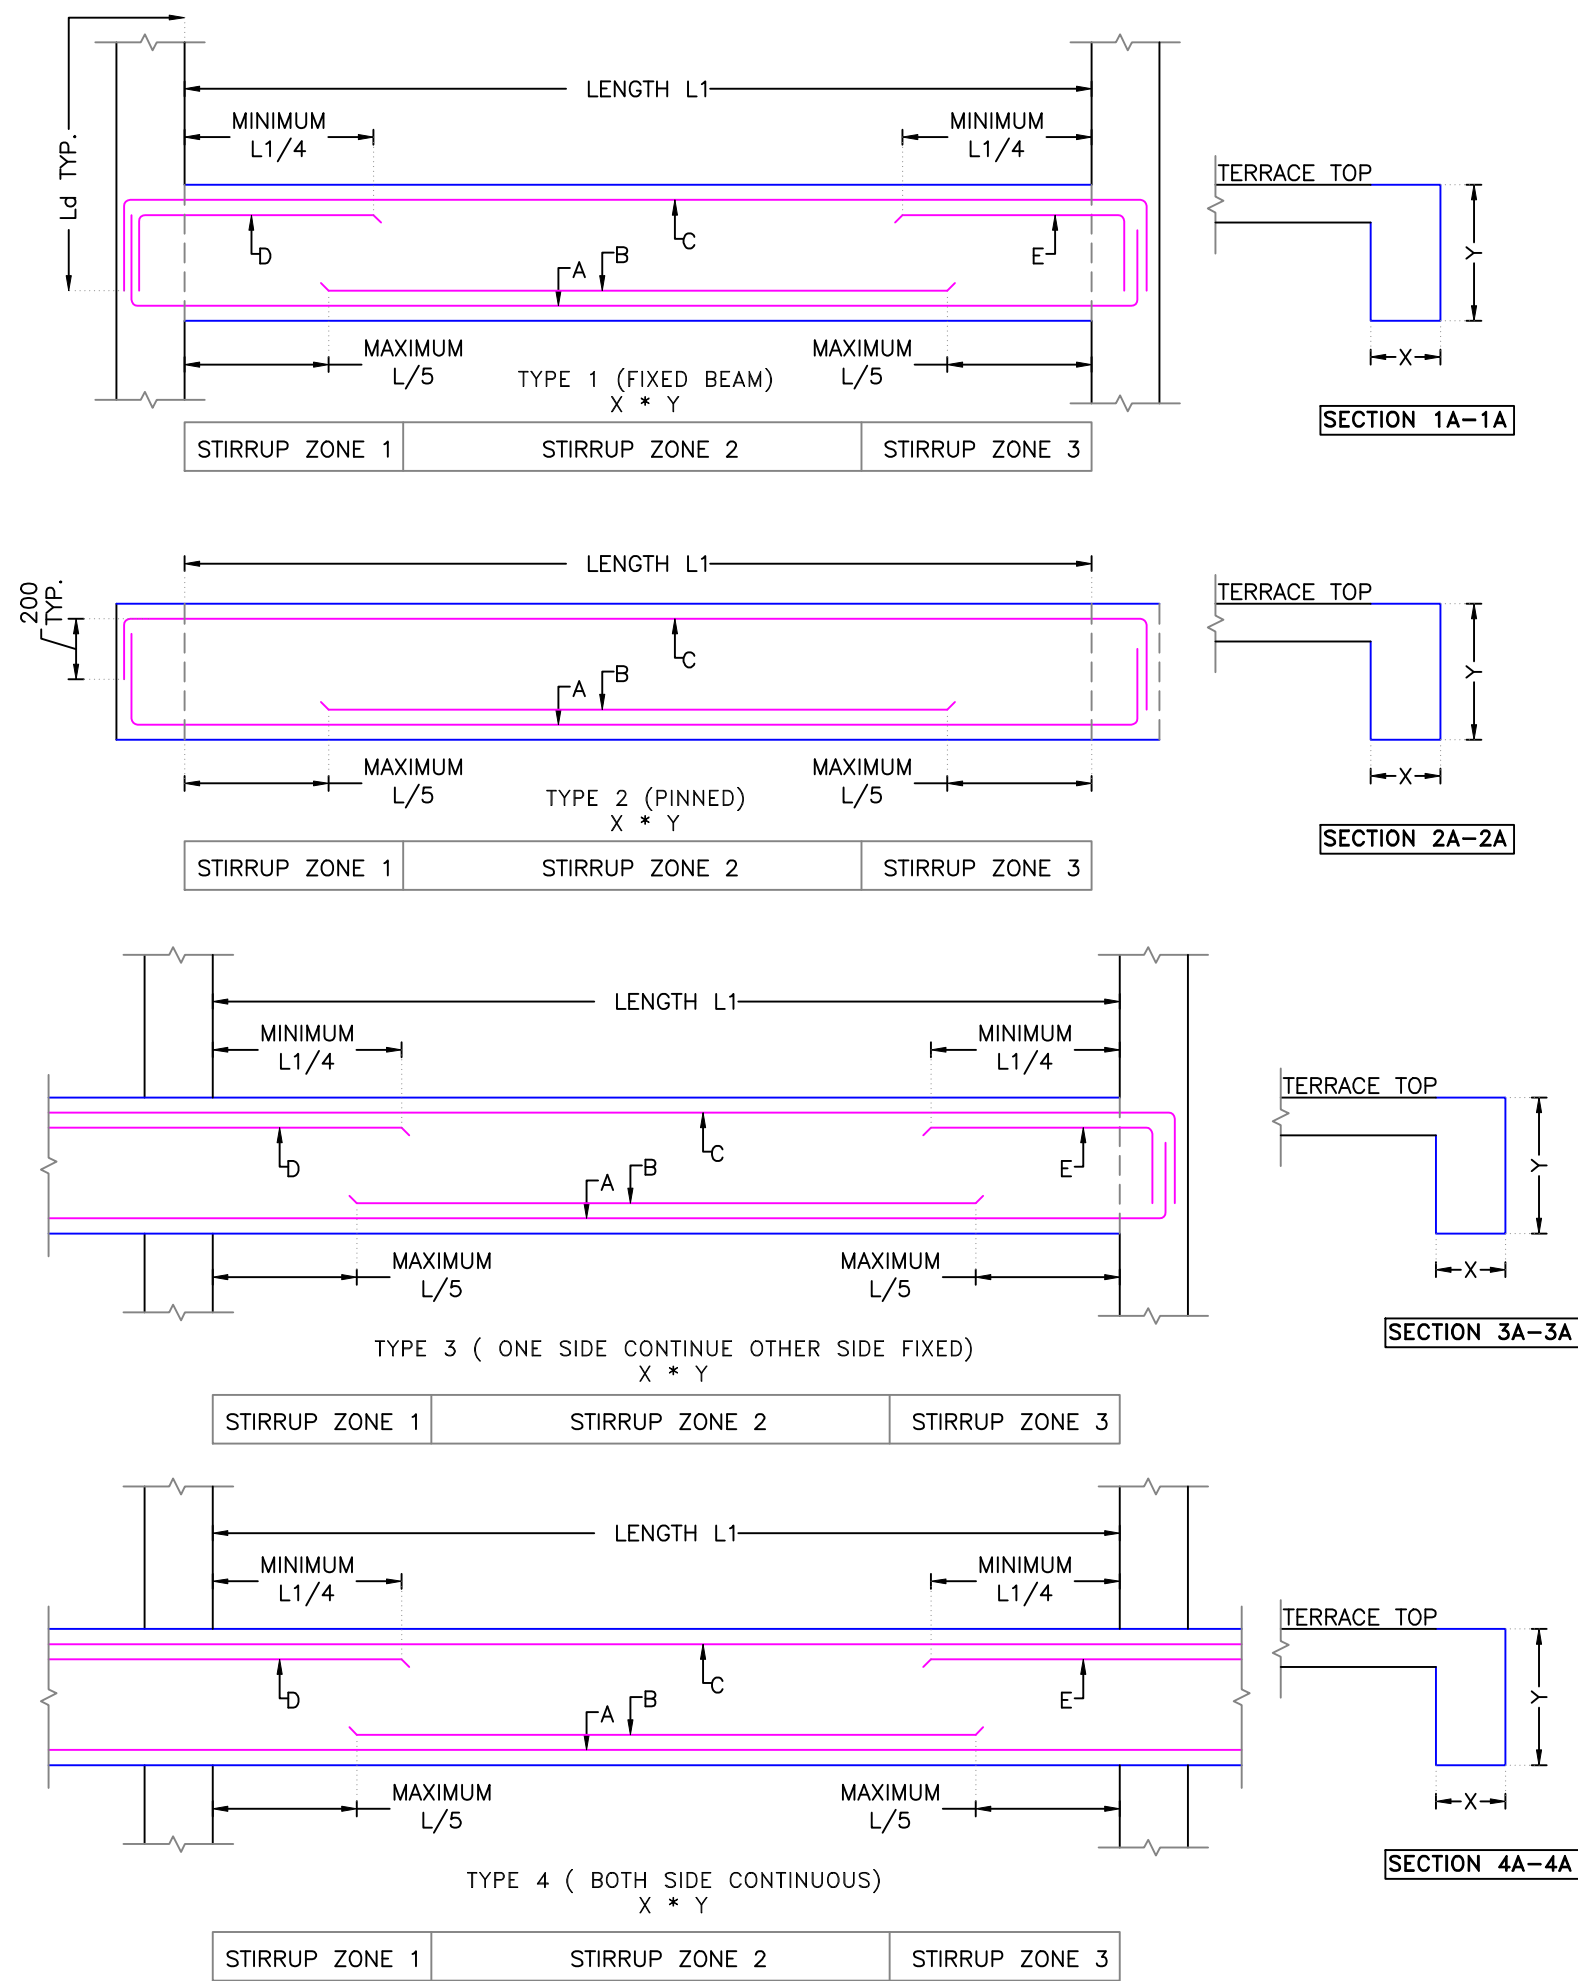 LENGTH L1
MINIMUM
L1/4
MINIMUM
L1/4
Ld TYP.
TERRACE TOP
D
C
E
A
B
Y
MAXIMUM
L/5
MAXIMUM
L/5
X
TYPE 1 (FIXED BEAM)
X * Y
SECTION 1A-1A
STIRRUP ZONE 1
STIRRUP ZONE 2
STIRRUP ZONE 3
LENGTH L1
200
TYP.
TERRACE TOP
C
A
B
Y
MAXIMUM
L/5
MAXIMUM
L/5
X
TYPE 2 (PINNED)
X * Y
SECTION 2A-2A
STIRRUP ZONE 1
STIRRUP ZONE 2
STIRRUP ZONE 3
LENGTH L1
MINIMUM
L1/4
MINIMUM
L1/4
TERRACE TOP
D
C
E
A
B
Y
MAXIMUM
L/5
MAXIMUM
L/5
X
TYPE 3 ( ONE SIDE CONTINUE OTHER SIDE FIXED)
X * Y
SECTION 3A-3A
STIRRUP ZONE 1
STIRRUP ZONE 2
STIRRUP ZONE 3
LENGTH L1
MINIMUM
L1/4
MINIMUM
L1/4
TERRACE TOP
D
C
E
A
B
Y
MAXIMUM
L/5
MAXIMUM
L/5
X
TYPE 4 ( BOTH SIDE CONTINUOUS)
X * Y
SECTION 4A-4A
STIRRUP ZONE 1
STIRRUP ZONE 2
STIRRUP ZONE 3